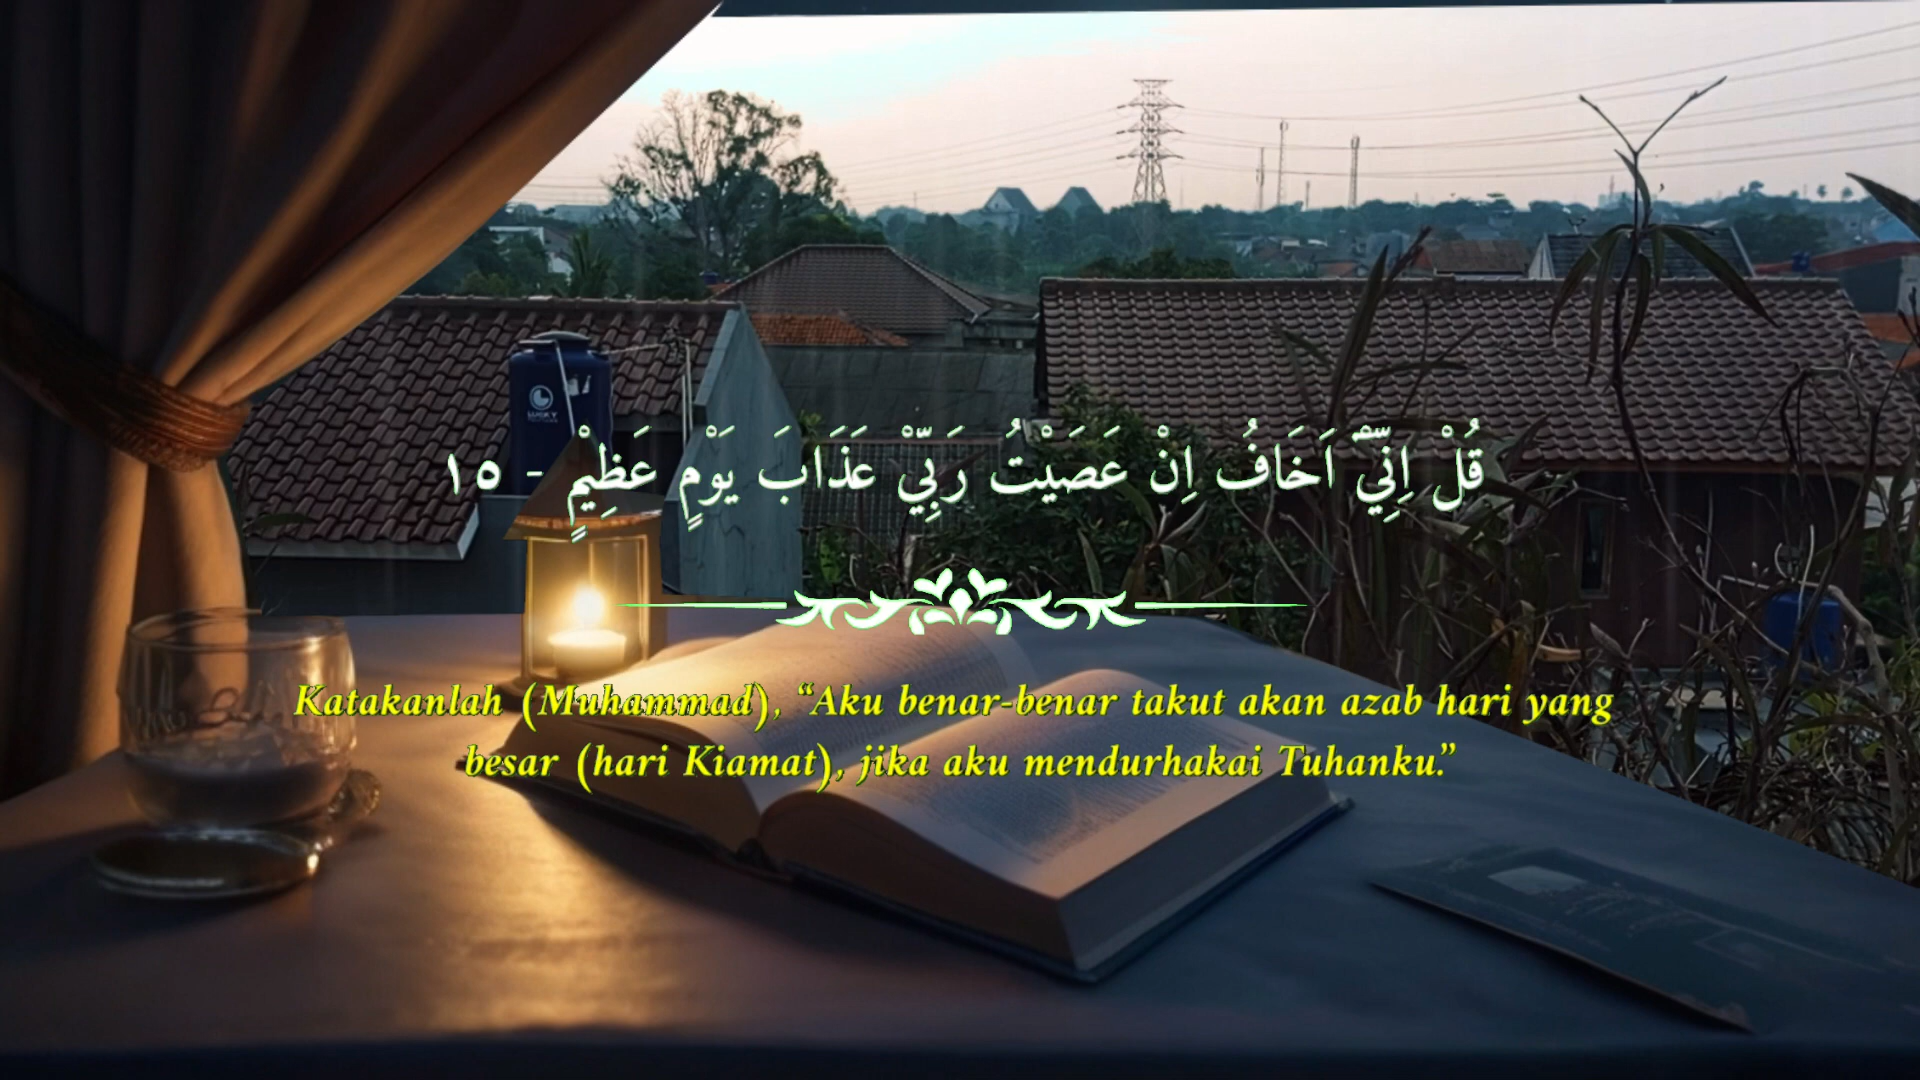 LUCKY
قُلْ اِنِّيْٓ اَخَافُ اِنْ عَصَيْتُ رَبِّيْ عَذَابَ يَوْمٍ عَظِيْمٍ - ١٥
Katakanlah (Muhammad), “Aku benar-benar takut akan azab hari yang
besar (hari Kiamat), jika aku mendurhakai Tuhanku.”